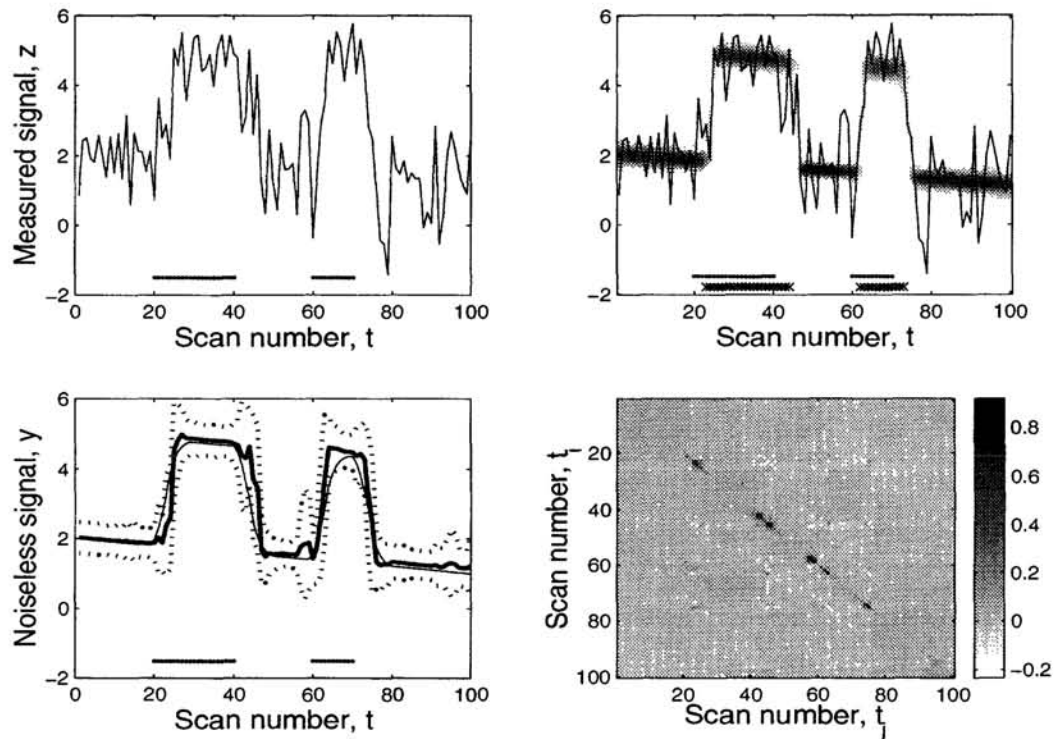 Measured signal, z
6
4
2
0
−2
0 20 40 60 80 100
Scan number, t
6
4
2
0
−2
0 20 40 60 80 100
Scan number, t
Noiseless signal, y
6
4
2
0
−2
0 20 40 60 80 100
Scan number, t
Scan number, t_i
20
40
60
80
100
20 40 60 80 100
Scan number, t_j
0.8
0.6
0.4
0.2
0
−0.2